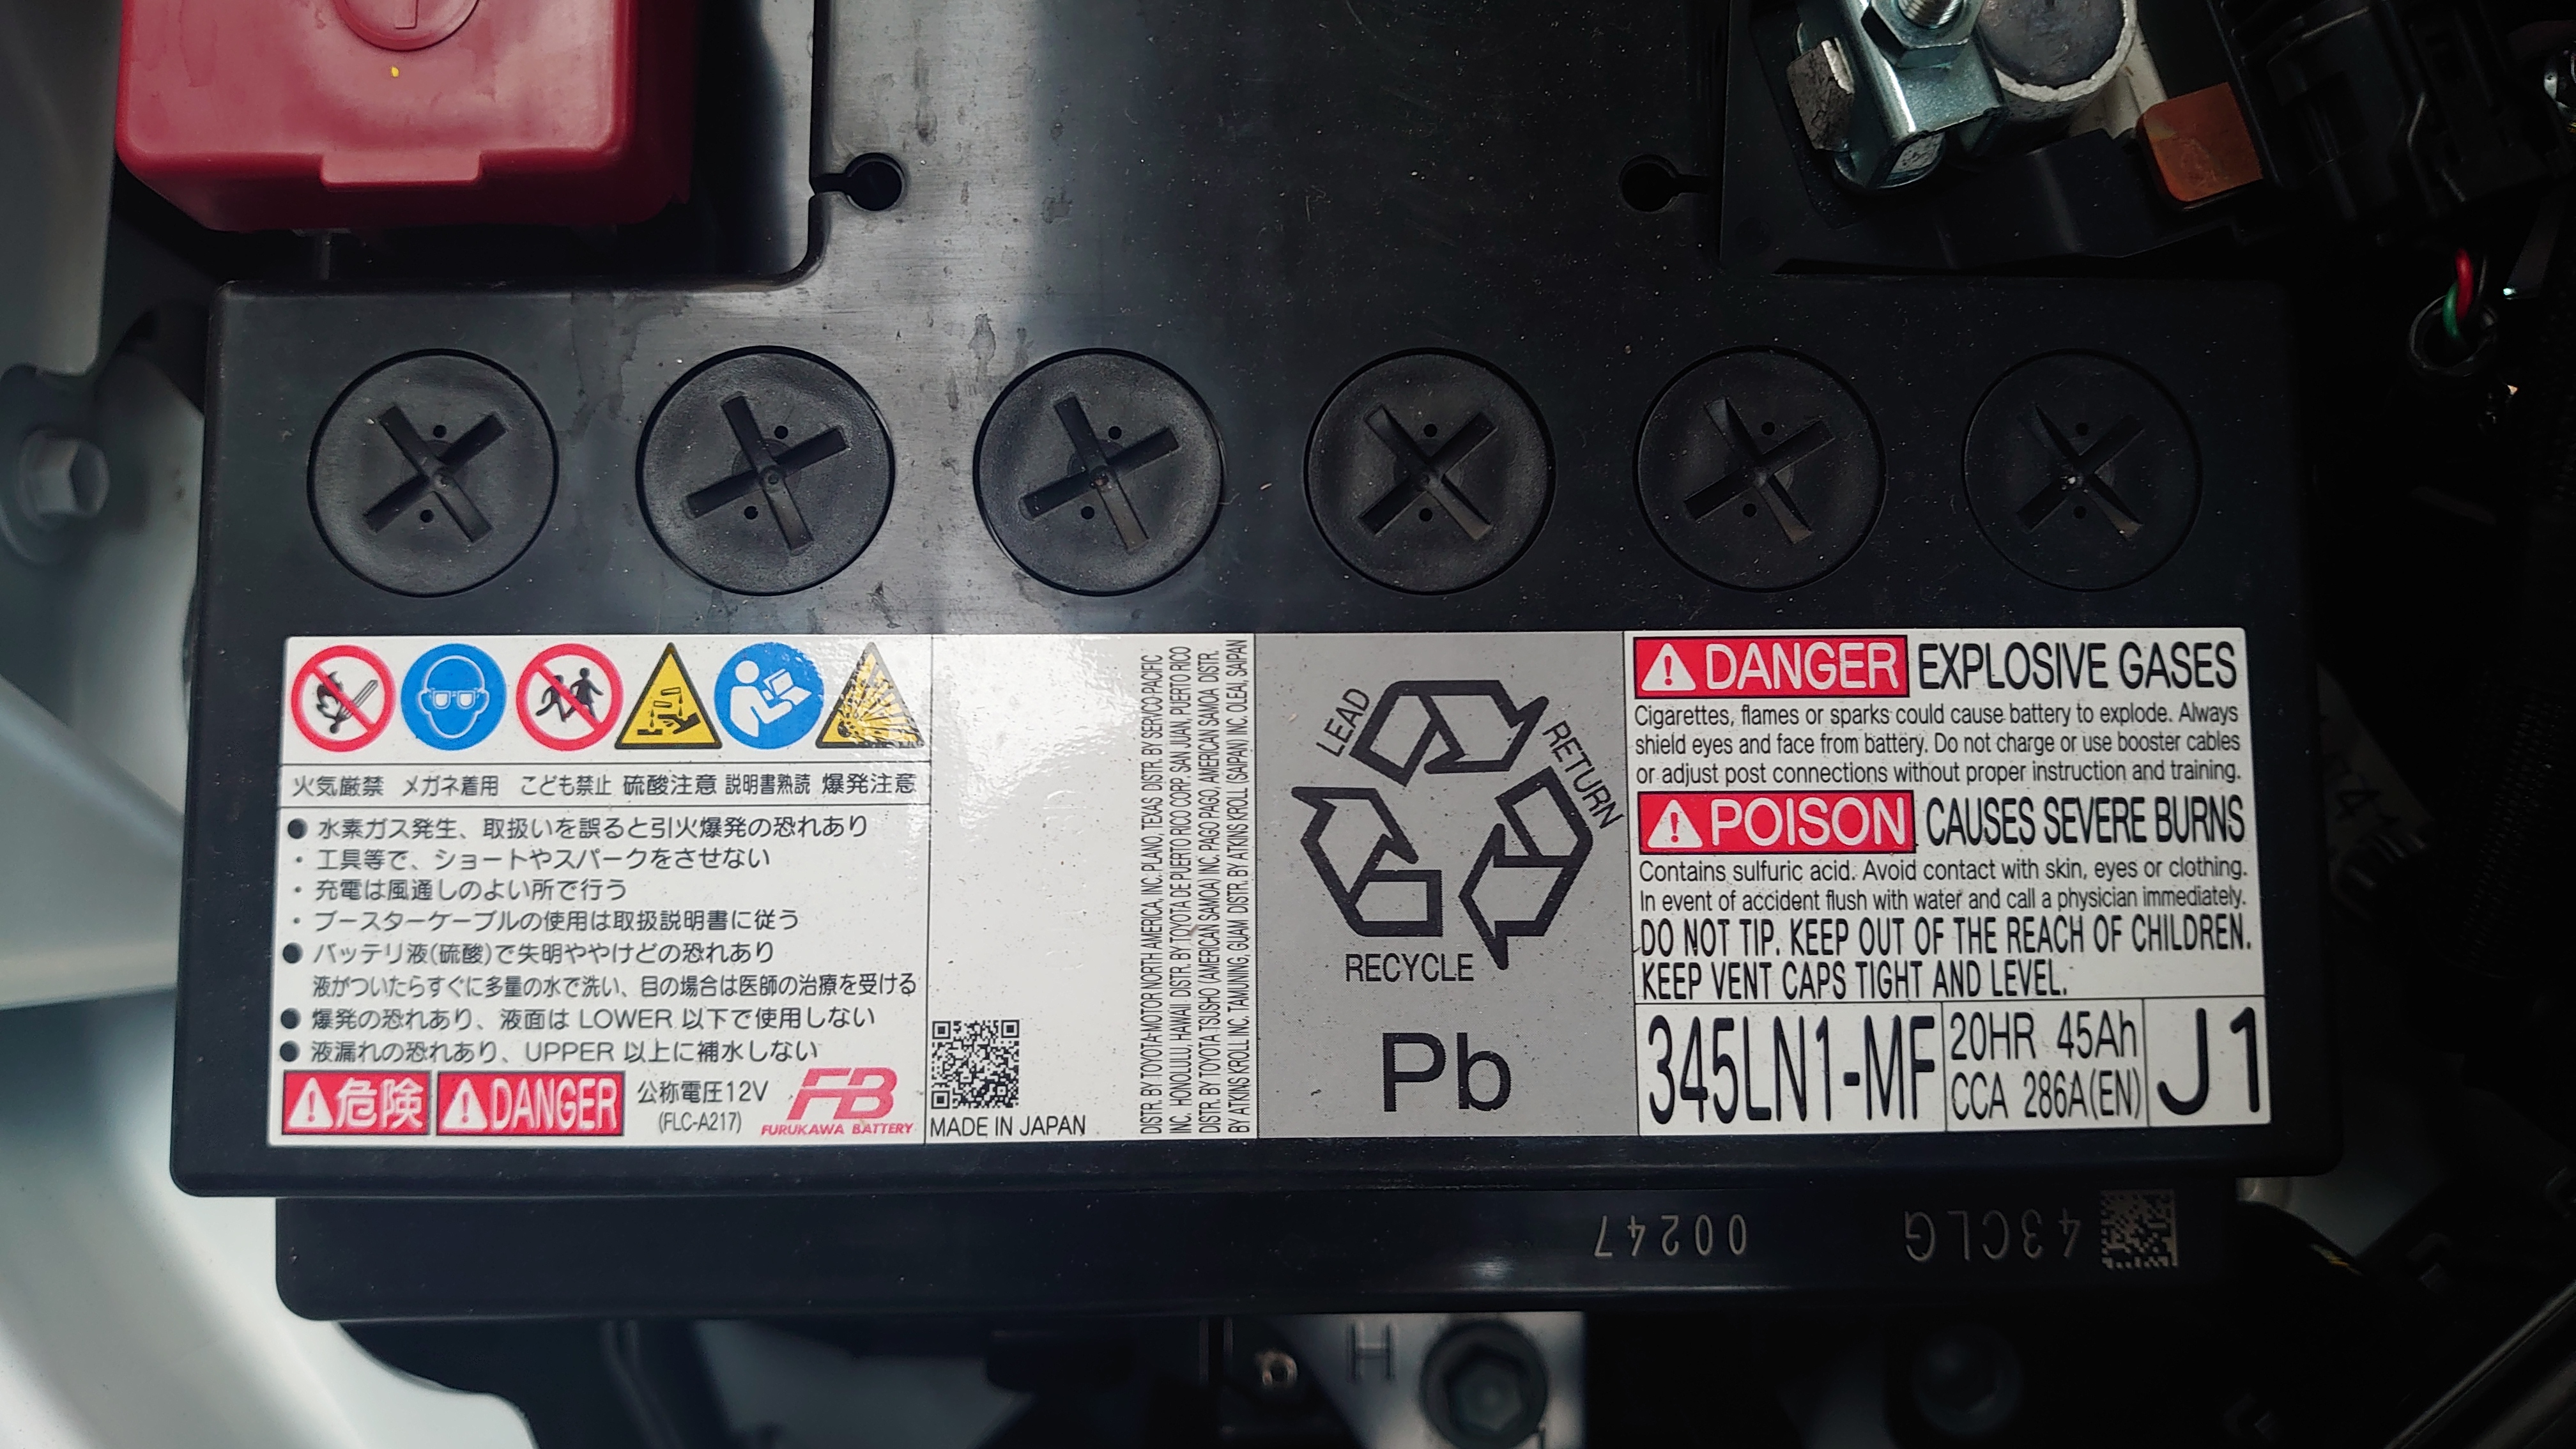 火気厳禁 メガネ着用 こども禁止 硫酸注意 説明書熟読 爆発注意
● 水素ガス発生、取扱いを誤ると引火爆発の恐れあり
・ 工具等で、ショートやスパークをさせない
・ 充電は風通しのよい所で行う
・ ブースターケーブルの使用は取扱説明書に従う
● バッテリ液(硫酸)で失明ややけどの恐れあり
液がついたらすぐに多量の水で洗い、目の場合は医師の治療を受ける
● 爆発の恐れあり、液面は LOWER 以下で使用しない
● 液漏れの恐れあり、UPPER 以上に補水しない
危険 DANGER 公称電圧12V
(FLC-A217)
FB
FURUKAWA BATTERY
MADE IN JAPAN
DISTR. BY TOYOTA MOTOR NORTH AMERICA, INC. PLANO, TEXAS DISTR. BY SERVCO PACIFIC
INC. HONOLULU, HAWAII DISTR. BY TOYOTA DE PUERTO RICO CORP. SAN JUAN, PUERTO RICO
DISTR. BY TOYOTA TSUSHO (AMERICAN SAMOA) INC. PAGO PAGO, AMERICAN SAMOA DISTR.
BY ATKINS KROLL INC. TAMUNING, GUAM DISTR. BY ATKINS KROLL (SAIPAN) INC. OLEAI, SAIPAN
LEAD
RETURN
RECYCLE
Pb
DANGER EXPLOSIVE GASES
Cigarettes, flames or sparks could cause battery to explode. Always
shield eyes and face from battery. Do not charge or use booster cables
or adjust post connections without proper instruction and training.
POISON CAUSES SEVERE BURNS
Contains sulfuric acid. Avoid contact with skin, eyes or clothing.
In event of accident flush with water and call a physician immediately.
DO NOT TIP. KEEP OUT OF THE REACH OF CHILDREN.
KEEP VENT CAPS TIGHT AND LEVEL.
345LN1-MF
20HR 45Ah
CCA 286A(EN)
J1
43CLG 00247
H